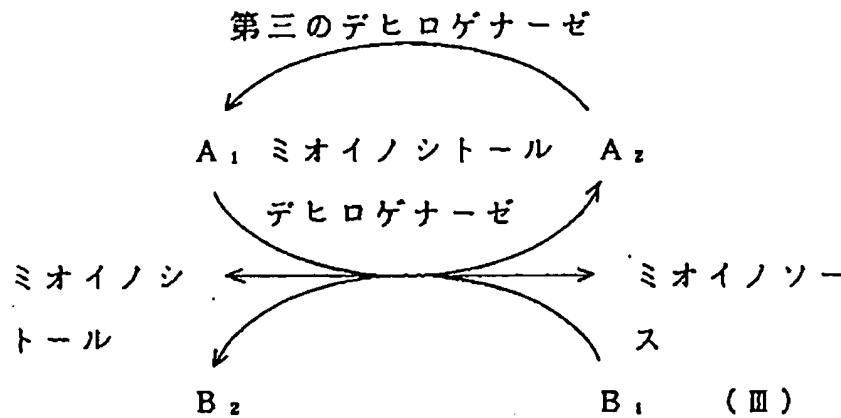 第三のデヒロゲナーゼ
A₁ ミオイノシトール A₂
デヒロゲナーゼ
ミオイノシ ミオイノソー
トール ス
B₂ B₁ (Ⅲ)